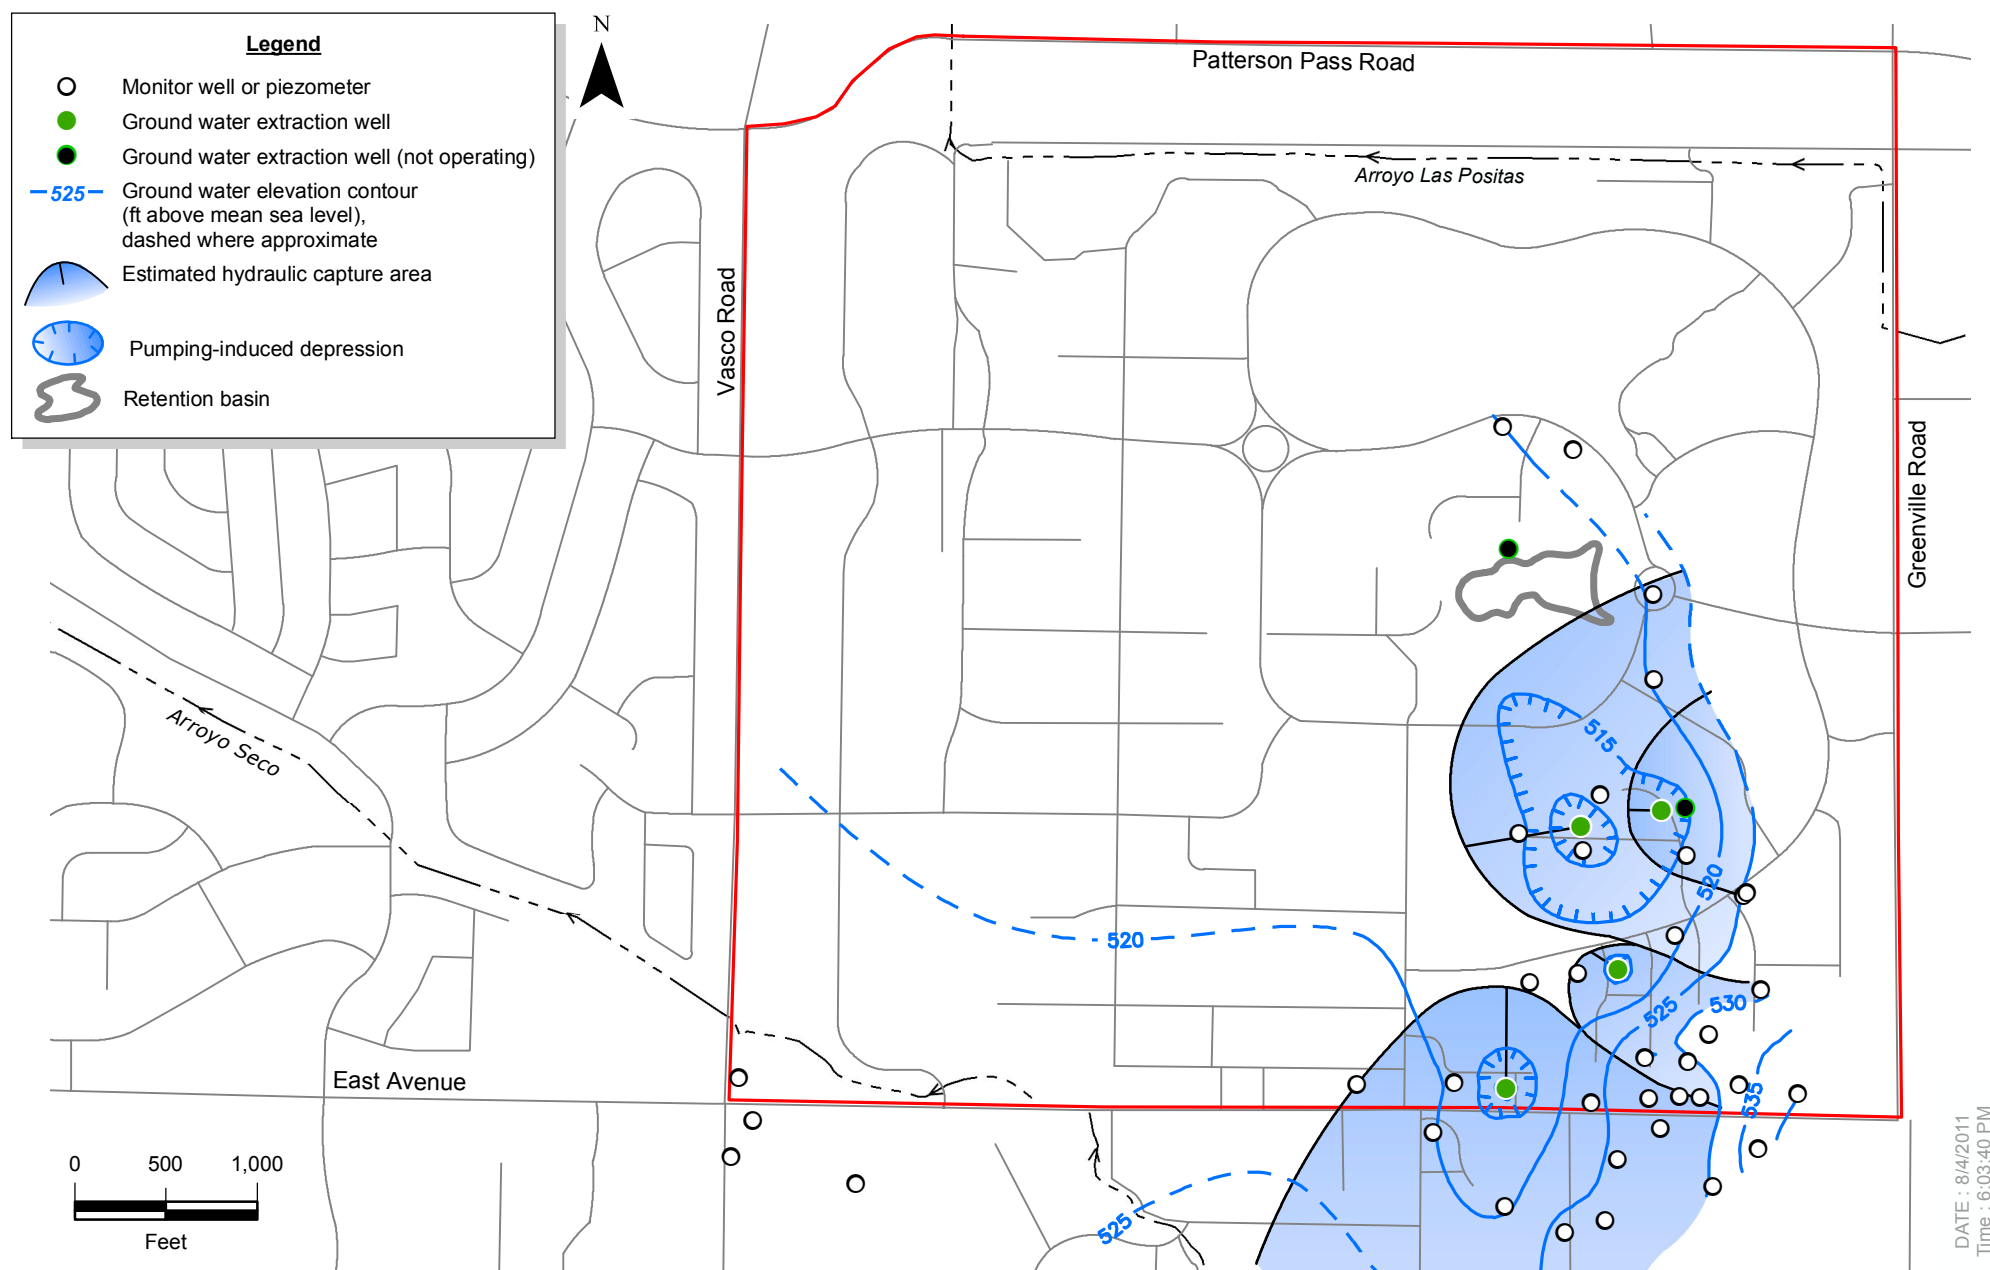 Legend
Monitor well or piezometer
Ground water extraction well
Ground water extraction well (not operating)
525
Ground water elevation contour
(ft above mean sea level),
dashed where approximate
Estimated hydraulic capture area
Pumping-induced depression
Retention basin
N
Patterson Pass Road
Arroyo Las Positas
Vasco Road
Greenville Road
Arroyo Seco
515
520
520
530
525
535
East Avenue
525
0 500 1,000
Feet
DATE : 8/4/2011
Time : 6:03:40 PM